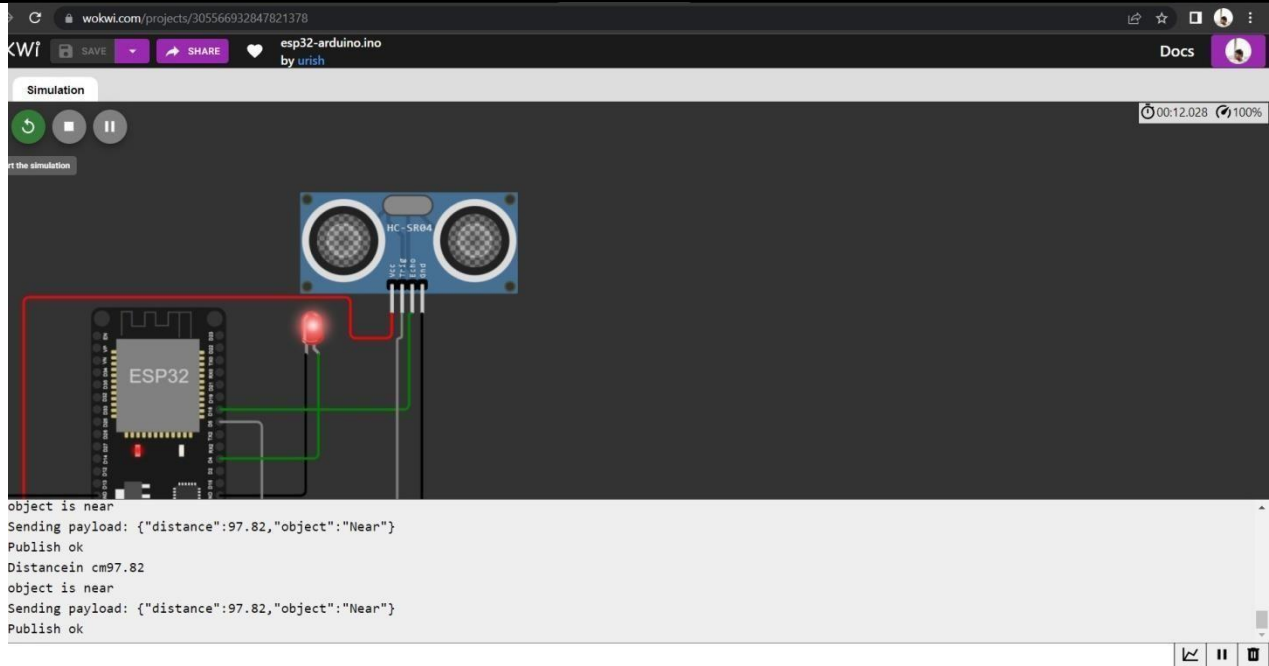 wokwi.com/projects/305566932847821378
SAVE
SHARE
esp32-arduino.ino
by urish
Docs
Simulation
00:12.028
100%
rt the simulation
HC-SR04
Vcc
Trig
Echo
Gnd
ESP32
object is near
Sending payload: {"distance":97.82,"object":"Near"}
Publish ok
Distancein cm97.82
object is near
Sending payload: {"distance":97.82,"object":"Near"}
Publish ok